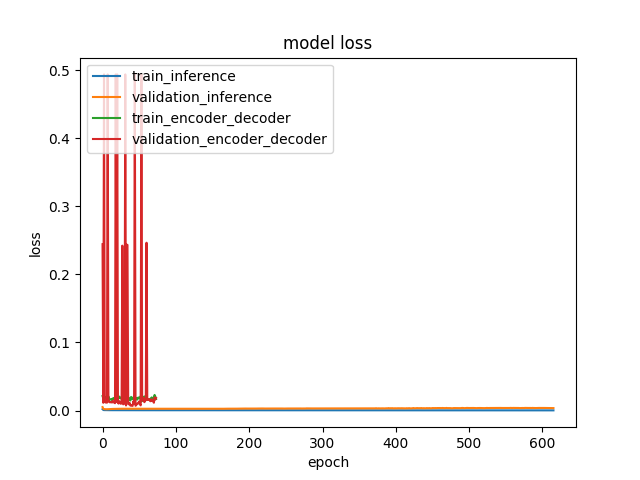 model loss
train_inference
validation_inference
train_encoder_decoder
validation_encoder_decoder
0.5
0.4
0.3
0.2
0.1
0.0
loss
0 100 200 300 400 500 600
epoch